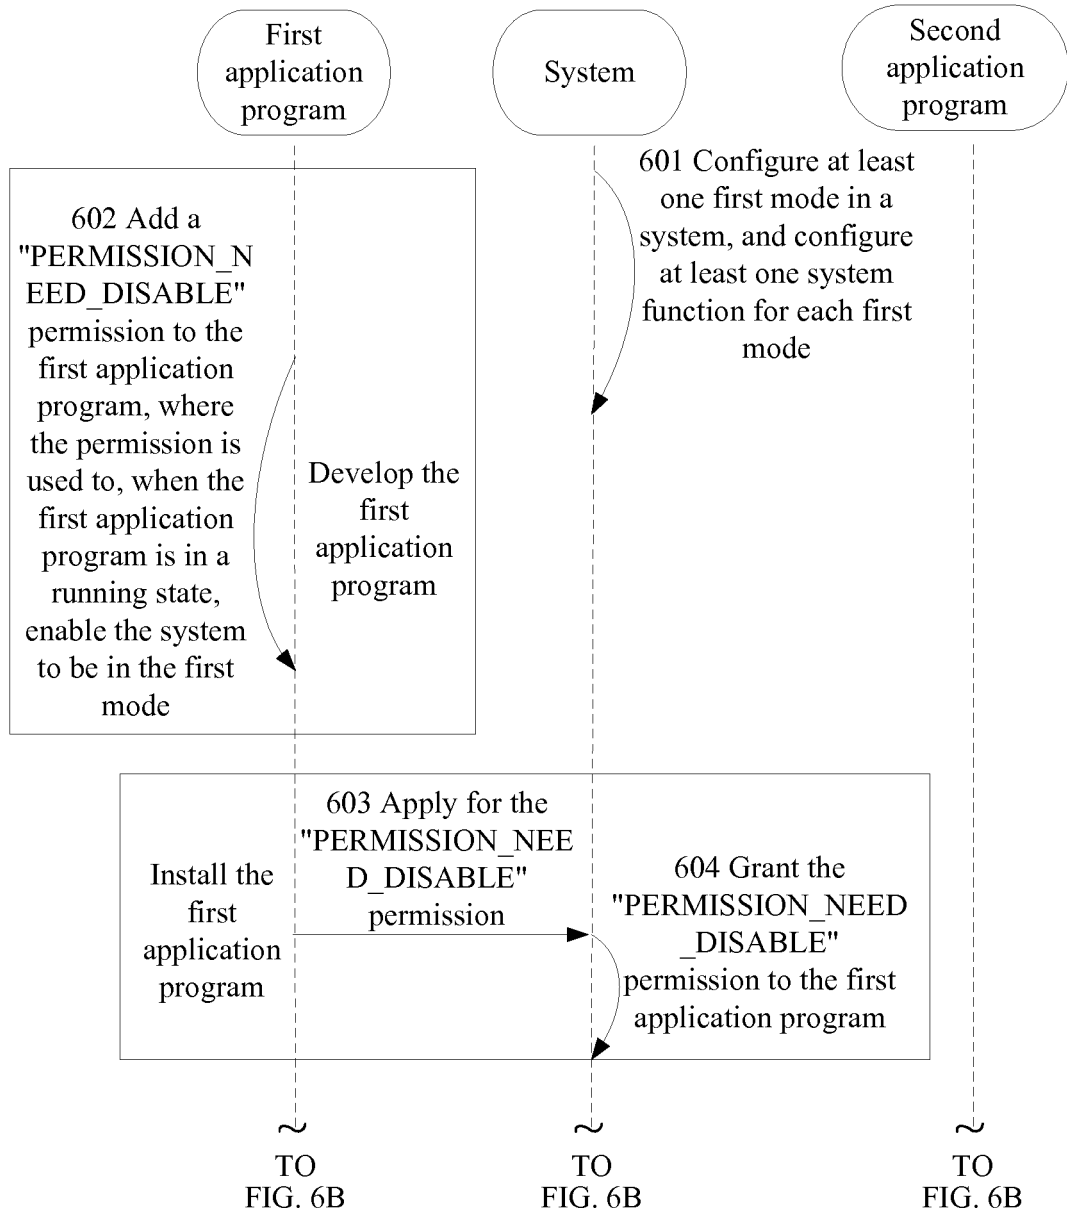 First
application
program
System
Second
application
program
601 Configure at least
one first mode in a
system, and configure
at least one system
function for each first
mode
602 Add a
"PERMISSION_N
EED_DISABLE"
permission to the
first application
program, where
the permission is
used to, when the
first application
program is in a
running state,
enable the system
to be in the first
mode
Develop the
first
application
program
603 Apply for the
"PERMISSION_NEE
D_DISABLE"
permission
Install the
first
application
program
604 Grant the
"PERMISSION_NEED
_DISABLE"
permission to the first
application program
~
TO
FIG. 6B
~
TO
FIG. 6B
~
TO
FIG. 6B